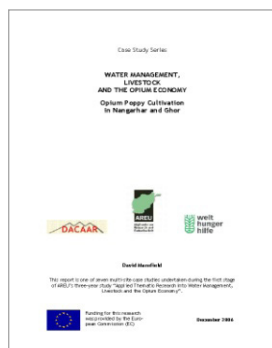 Case Study Series
WATER MANAGEMENT,
LIVESTOCK
AND THE OPIUM ECONOMY
Opium Poppy Cultivation
in Nangarhar and Ghor
DACAAR
AREU
welt
hunger
hilfe
David Mansfield
This report is one of seven multi-site case studies undertaken during the first stage
of AREU's three-year study "Applied Thematic Research into Water Management,
Livestock and the Opium Economy".
Funding for this research
was provided by the Euro-
pean Commission (EC)
December 2006